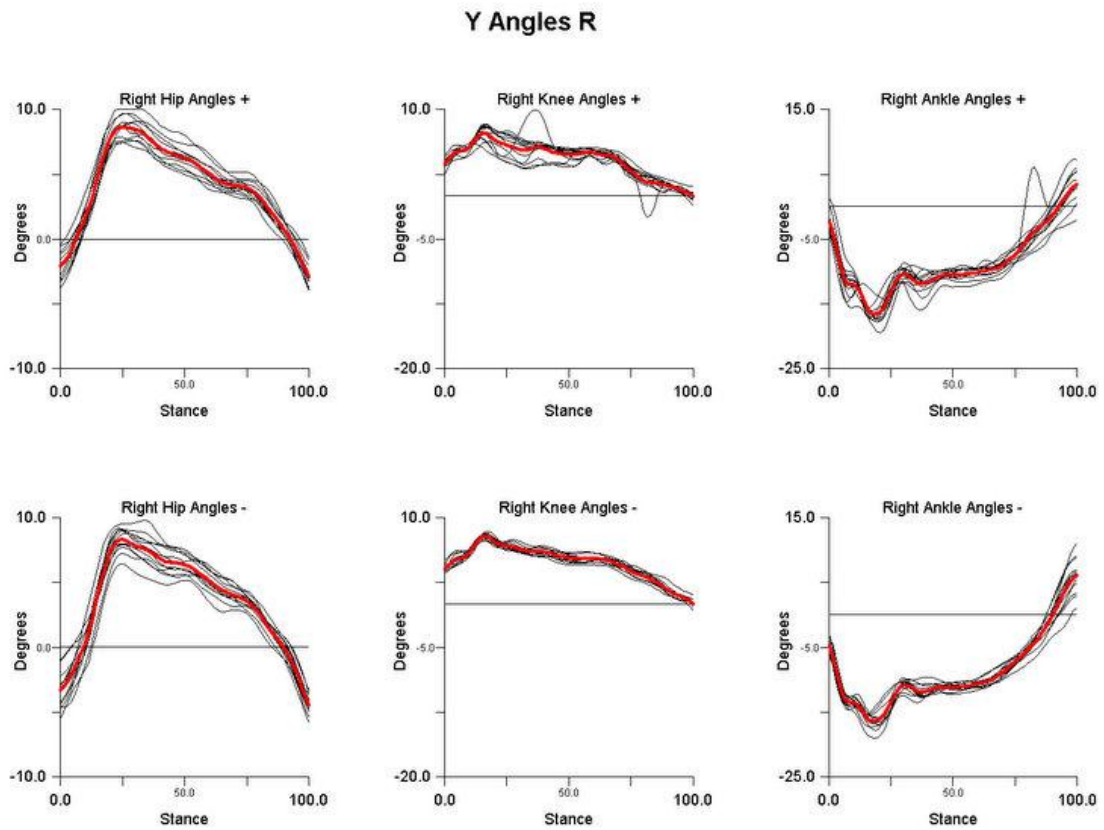 Y Angles R
Right Hip Angles +
10.0
0.0
-10.0
Degrees
0.0
50.0
100.0
Stance
Right Knee Angles +
10.0
-5.0
-20.0
Degrees
0.0
50.0
100.0
Stance
Right Ankle Angles +
15.0
-5.0
-25.0
Degrees
0.0
50.0
100.0
Stance
Right Hip Angles -
10.0
0.0
-10.0
Degrees
0.0
50.0
100.0
Stance
Right Knee Angles -
10.0
-5.0
-20.0
Degrees
0.0
50.0
100.0
Stance
Right Ankle Angles -
15.0
-5.0
-25.0
Degrees
0.0
50.0
100.0
Stance